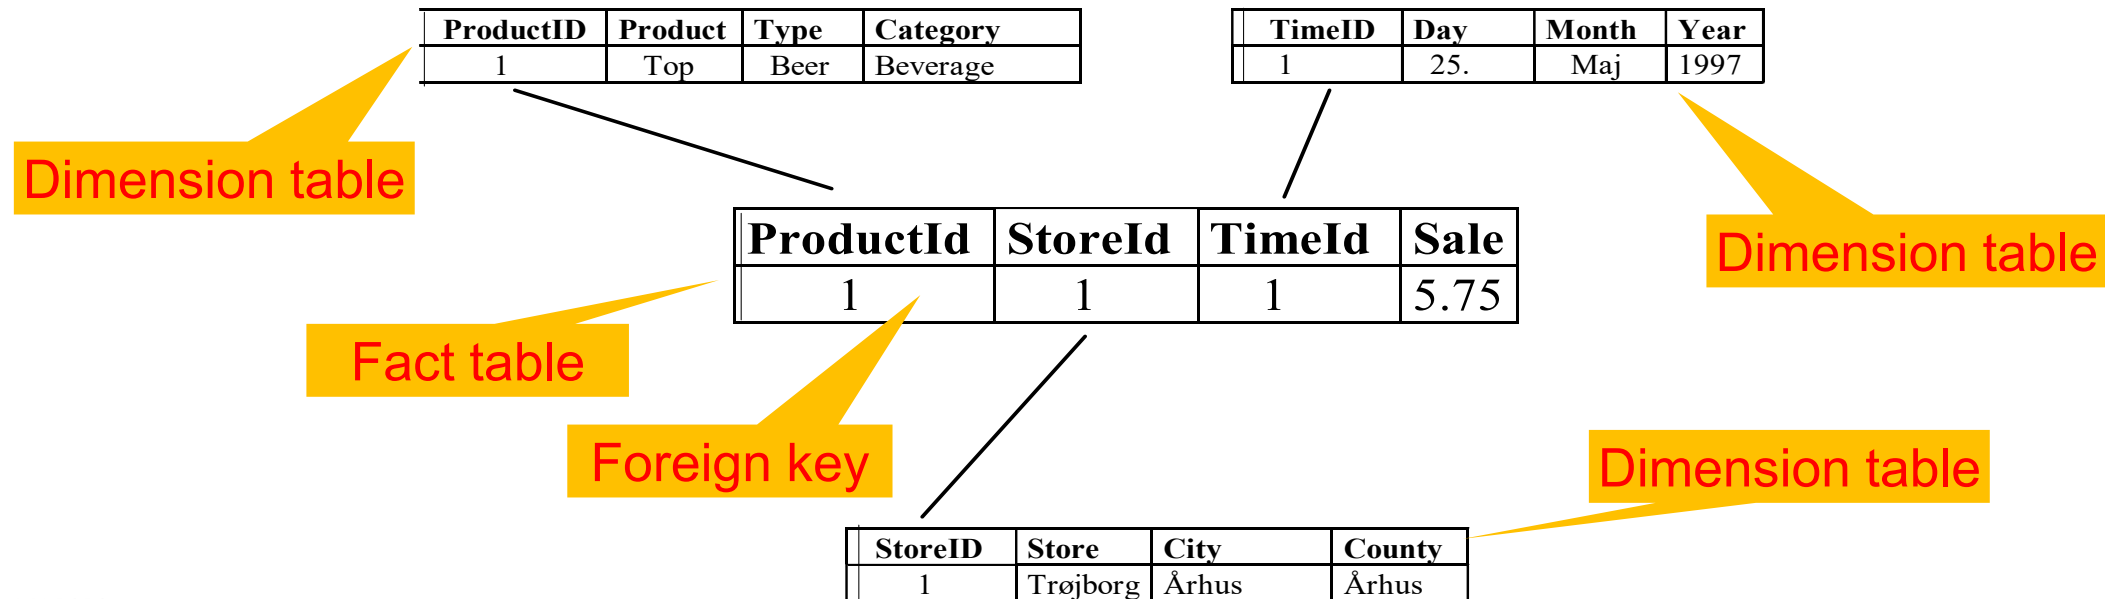 ProductID Product Type Category
1 Top Beer Beverage
TimeID Day Month Year
1 25. Maj 1997
Dimension table
Dimension table
ProductId StoreId TimeId Sale
1 1 1 5.75
Fact table
Foreign key
Dimension table
StoreID Store City County
1 Trøjborg Århus Århus